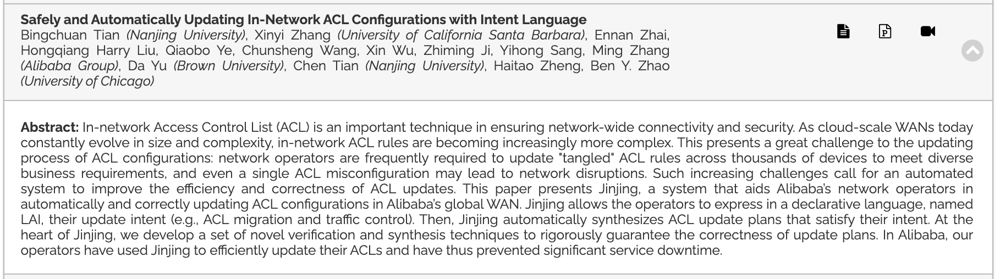 Safely and Automatically Updating In-Network ACL Configurations with Intent Language
Bingchuan Tian (Nanjing University), Xinyi Zhang (University of California Santa Barbara), Ennan Zhai,
Hongqiang Harry Liu, Qiaobo Ye, Chunsheng Wang, Xin Wu, Zhiming Ji, Yihong Sang, Ming Zhang
(Alibaba Group), Da Yu (Brown University), Chen Tian (Nanjing University), Haitao Zheng, Ben Y. Zhao
(University of Chicago)
Abstract: In-network Access Control List (ACL) is an important technique in ensuring network-wide connectivity and security. As cloud-scale WANs today
constantly evolve in size and complexity, in-network ACL rules are becoming increasingly more complex. This presents a great challenge to the updating
process of ACL configurations: network operators are frequently required to update "tangled" ACL rules across thousands of devices to meet diverse
business requirements, and even a single ACL misconfiguration may lead to network disruptions. Such increasing challenges call for an automated
system to improve the efficiency and correctness of ACL updates. This paper presents Jinjing, a system that aids Alibaba's network operators in
automatically and correctly updating ACL configurations in Alibaba's global WAN. Jinjing allows the operators to express in a declarative language, named
LAI, their update intent (e.g., ACL migration and traffic control). Then, Jinjing automatically synthesizes ACL update plans that satisfy their intent. At the
heart of Jinjing, we develop a set of novel verification and synthesis techniques to rigorously guarantee the correctness of update plans. In Alibaba, our
operators have used Jinjing to efficiently update their ACLs and have thus prevented significant service downtime.